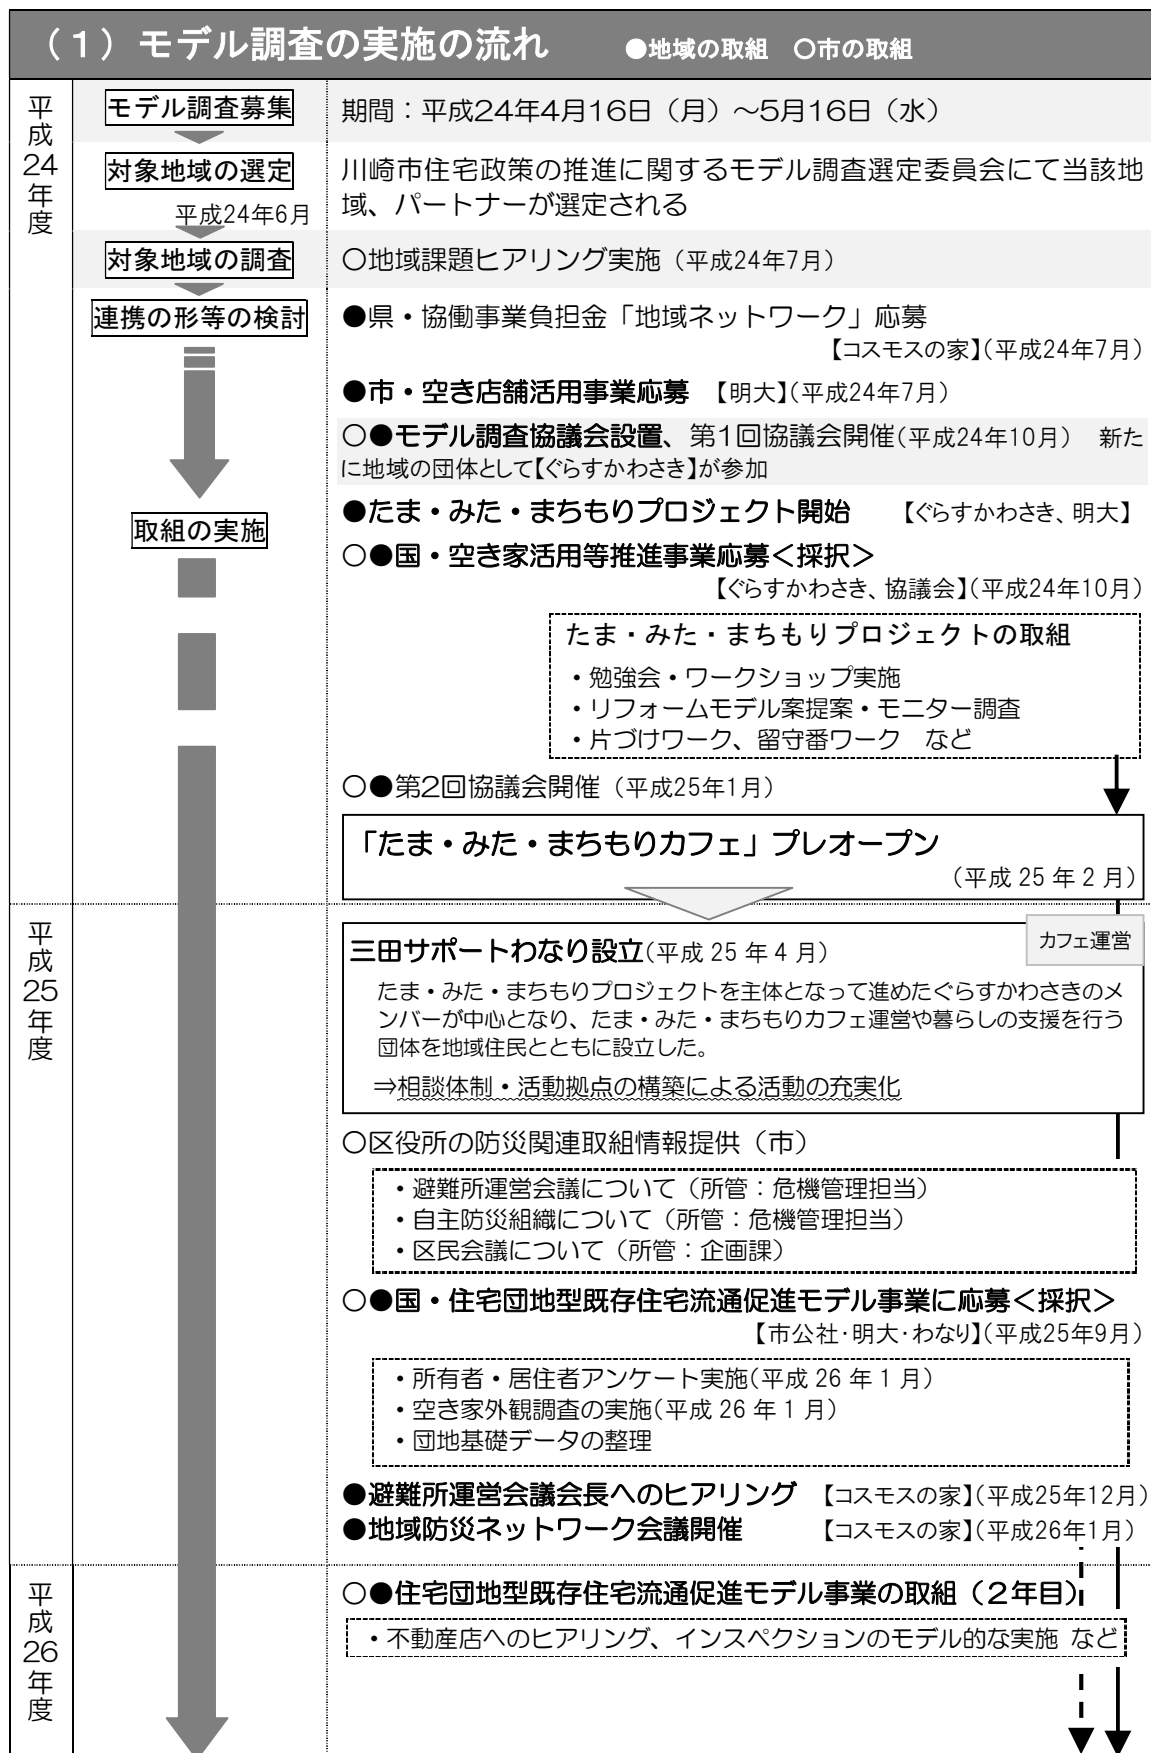 （１）モデル調査の実施の流れ　●地域の取組　○市の取組
平成24年度
モデル調査募集
期間：平成24年4月16日（月）～5月16日（水）
対象地域の選定
平成24年6月
川崎市住宅政策の推進に関するモデル調査選定委員会にて当該地
域、パートナーが選定される
対象地域の調査
○地域課題ヒアリング実施（平成24年7月）
連携の形等の検討
●県・協働事業負担金「地域ネットワーク」応募
【コスモスの家】（平成24年7月）
●市・空き店舗活用事業応募　【明大】（平成24年7月）
○●モデル調査協議会設置、第1回協議会開催（平成24年10月）　新た
に地域の団体として【ぐらすかわさき】が参加
●たま・みた・まちもりプロジェクト開始　【ぐらすかわさき、明大】
取組の実施
○●国・空き家活用等推進事業応募＜採択＞
【ぐらすかわさき、協議会】（平成24年10月）
たま・みた・まちもりプロジェクトの取組
・勉強会・ワークショップ実施
・リフォームモデル案提案・モニター調査
・片づけワーク、留守番ワーク　など
○●第2回協議会開催（平成25年1月）
「たま・みた・まちもりカフェ」プレオープン
（平成 25 年 2 月）
平成25年度
カフェ運営
三田サポートわなり設立（平成 25 年 4 月）
たま・みた・まちもりプロジェクトを主体となって進めたぐらすかわさきのメ
ンバーが中心となり、たま・みた・まちもりカフェ運営や暮らしの支援を行う
団体を地域住民とともに設立した。
⇒相談体制・活動拠点の構築による活動の充実化
○区役所の防災関連取組情報提供（市）
・避難所運営会議について（所管：危機管理担当）
・自主防災組織について（所管：危機管理担当）
・区民会議について（所管：企画課）
○●国・住宅団地型既存住宅流通促進モデル事業に応募＜採択＞
【市公社・明大・わなり】（平成25年9月）
・所有者・居住者アンケート実施（平成 26 年 1 月）
・空き家外観調査の実施（平成 26 年 1 月）
・団地基礎データの整理
●避難所運営会議会長へのヒアリング　【コスモスの家】（平成25年12月）
●地域防災ネットワーク会議開催　【コスモスの家】（平成26年1月）
平成26年度
○●住宅団地型既存住宅流通促進モデル事業の取組（2年目）
・不動産店へのヒアリング、インスペクションのモデル的な実施 など